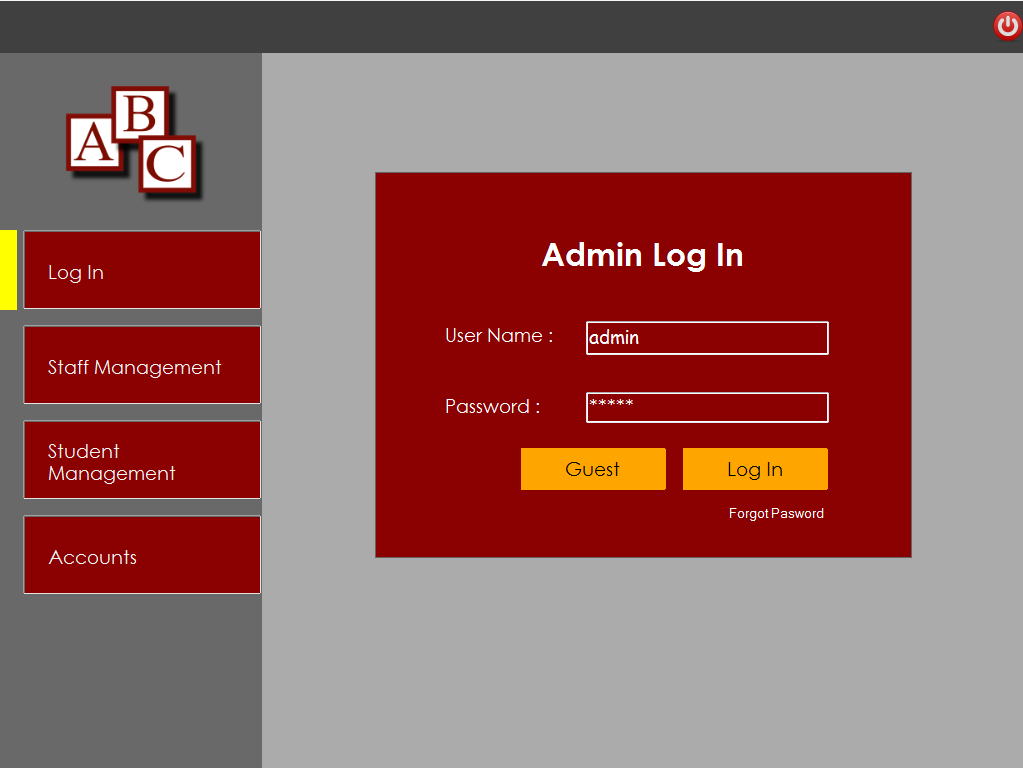 A
B
C
Log In
Staff Management
Student
Management
Accounts
Admin Log In
User Name :
admin
Password :
*****
Guest
Log In
Forgot Pasword